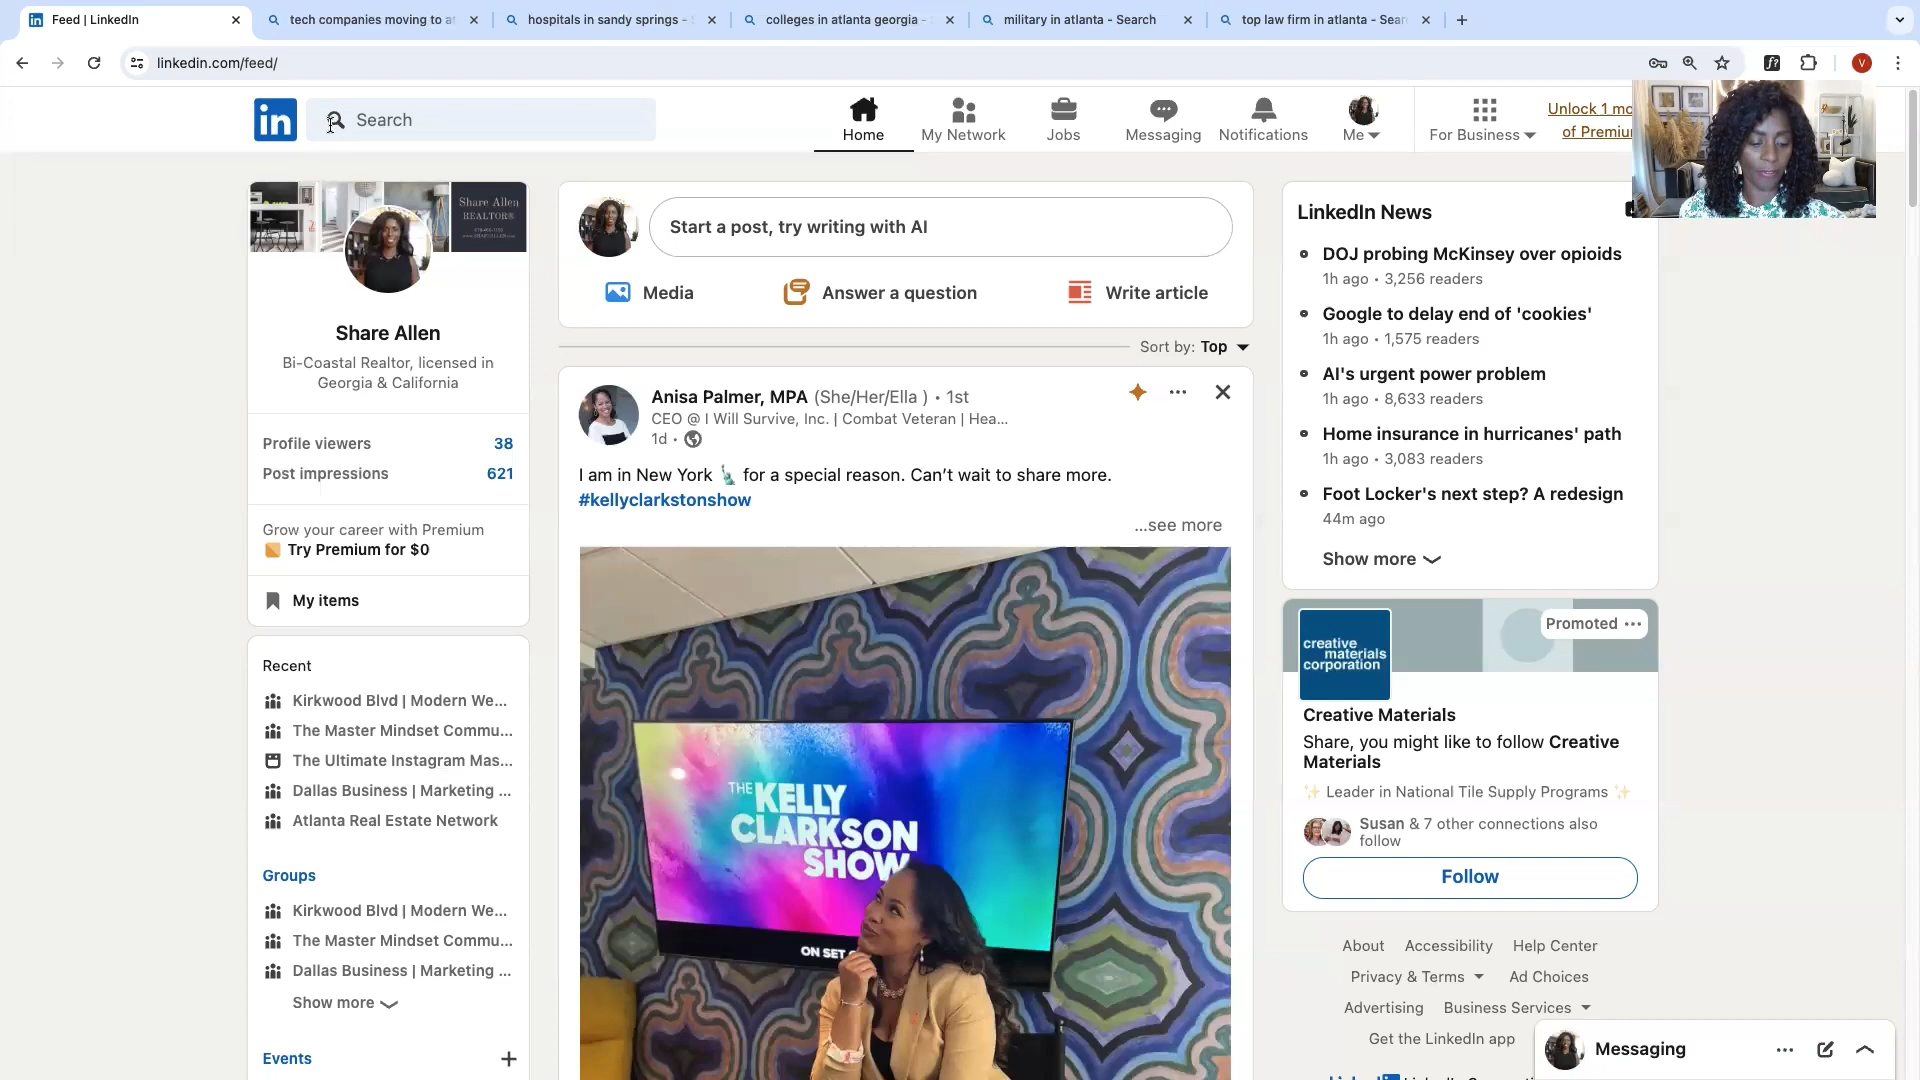 Feed | LinkedIn
tech companies moving to a
hospitals in sandy springs -
colleges in atlanta georgia -
military in atlanta - Search
top law firm in atlanta - Sear
linkedin.com/feed/
V
in
Search
Home
My Network
Jobs
Messaging
Notifications
Me
For Business
Unlock 1 mo
of Premiu
Share Allen
REALTOR®
Share Allen
Bi-Coastal Realtor, licensed in
Georgia & California
Profile viewers 38
Post impressions 621
Grow your career with Premium
Try Premium for $0
My items
Recent
Kirkwood Blvd | Modern We...
The Master Mindset Commu...
The Ultimate Instagram Mas...
Dallas Business | Marketing ...
Atlanta Real Estate Network
Groups
Kirkwood Blvd | Modern We...
The Master Mindset Commu...
Dallas Business | Marketing ...
Show more
Events
Start a post, try writing with AI
Media
Answer a question
Write article
Sort by: Top
Anisa Palmer, MPA (She/Her/Ella ) • 1st
CEO @ I Will Survive, Inc. | Combat Veteran | Hea...
1d •
I am in New York 🗽 for a special reason. Can’t wait to share more.
#kellyclarkstonshow
...see more
THE
KELLY
CLARKSON
SHOW
ON SET
LinkedIn News
DOJ probing McKinsey over opioids
1h ago • 3,256 readers
Google to delay end of 'cookies'
1h ago • 1,575 readers
AI's urgent power problem
1h ago • 8,633 readers
Home insurance in hurricanes' path
1h ago • 3,083 readers
Foot Locker's next step? A redesign
44m ago
Show more
Promoted
creative
materials
corporation
Creative Materials
Share, you might like to follow Creative
Materials
✨ Leader in National Tile Supply Programs ✨
Susan & 7 other connections also
follow
Follow
About Accessibility Help Center
Privacy & Terms Ad Choices
Advertising Business Services
Get the LinkedIn app
Messaging